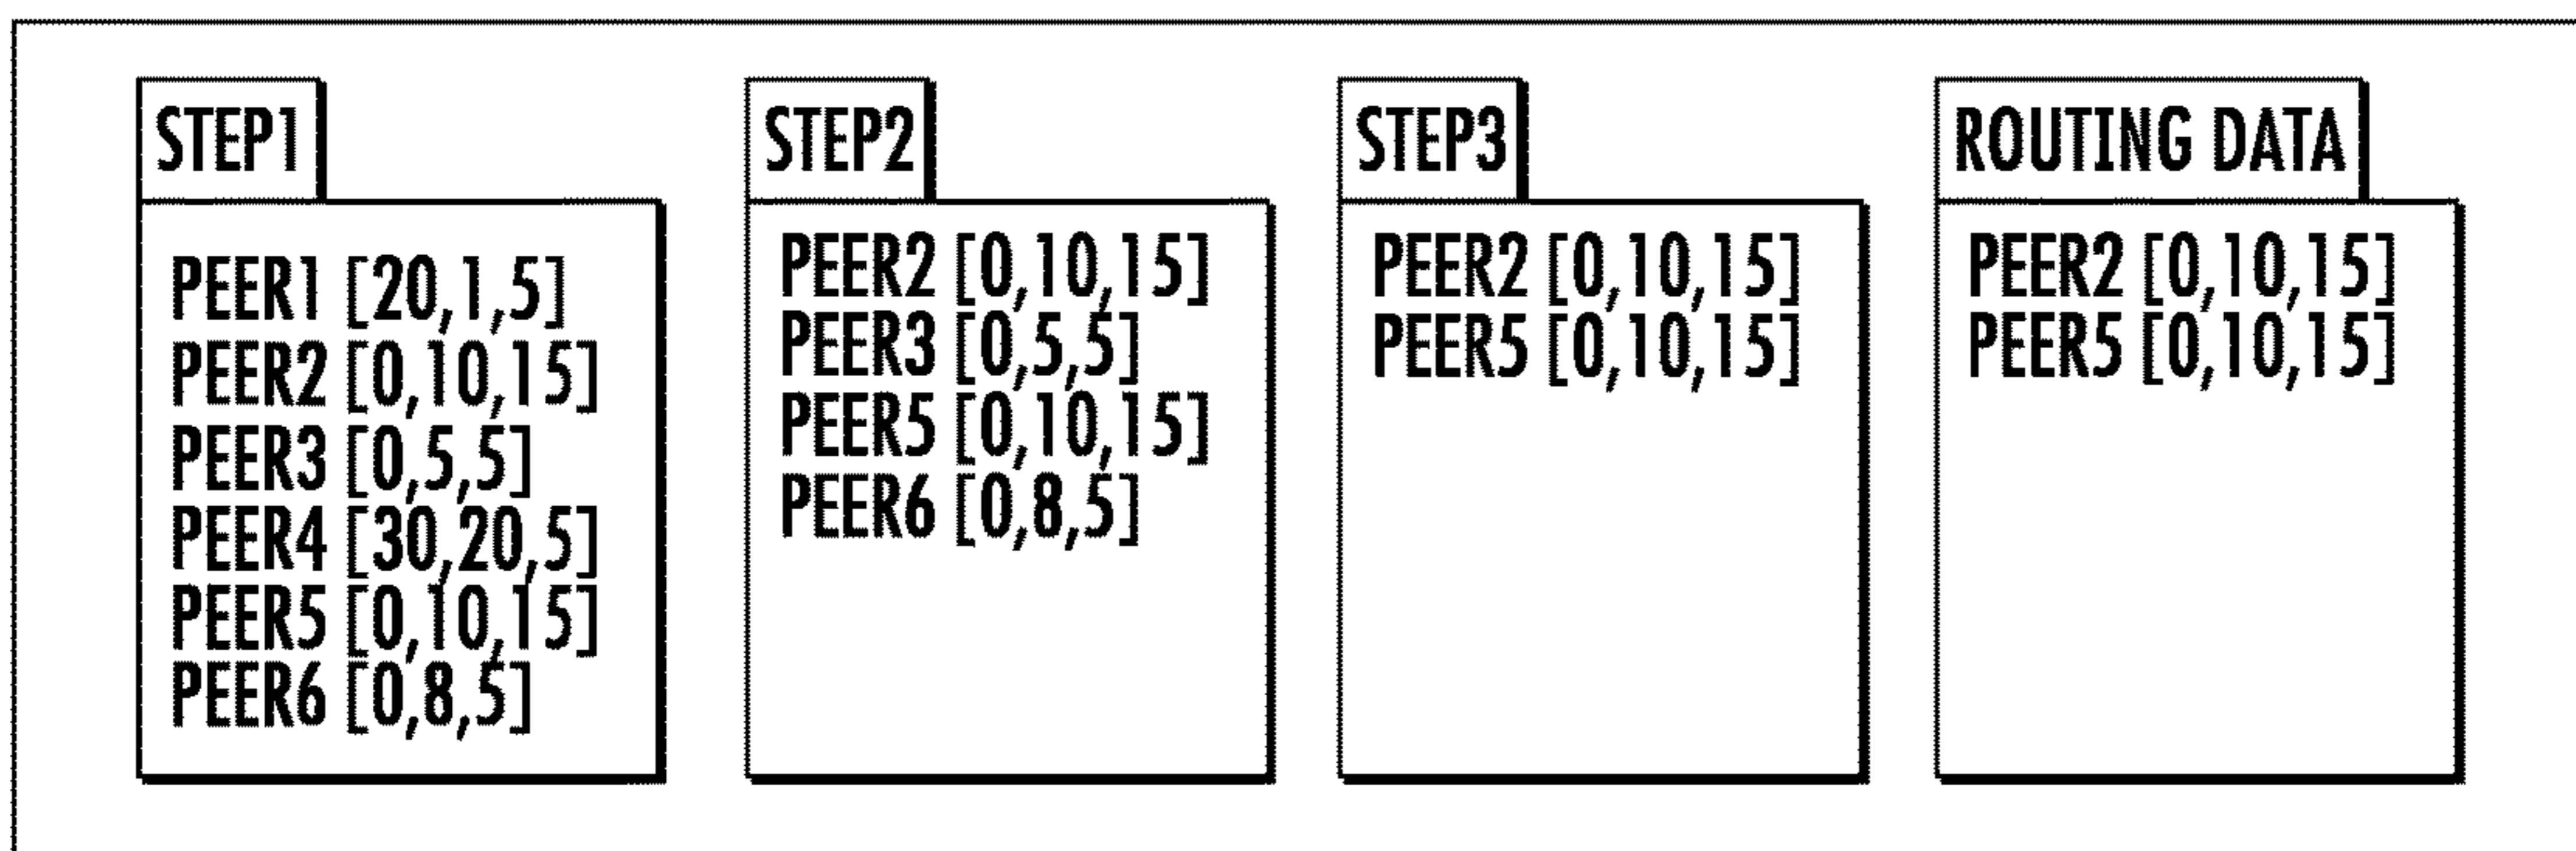 STEP1
PEER1 [20,1,5]
PEER2 [0,10,15]
PEER3 [0,5,5]
PEER4 [30,20,5]
PEER5 [0,10,15]
PEER6 [0,8,5]
STEP2
PEER2 [0,10,15]
PEER3 [0,5,5]
PEER5 [0,10,15]
PEER6 [0,8,5]
STEP3
PEER2 [0,10,15]
PEER5 [0,10,15]
ROUTING DATA
PEER2 [0,10,15]
PEER5 [0,10,15]